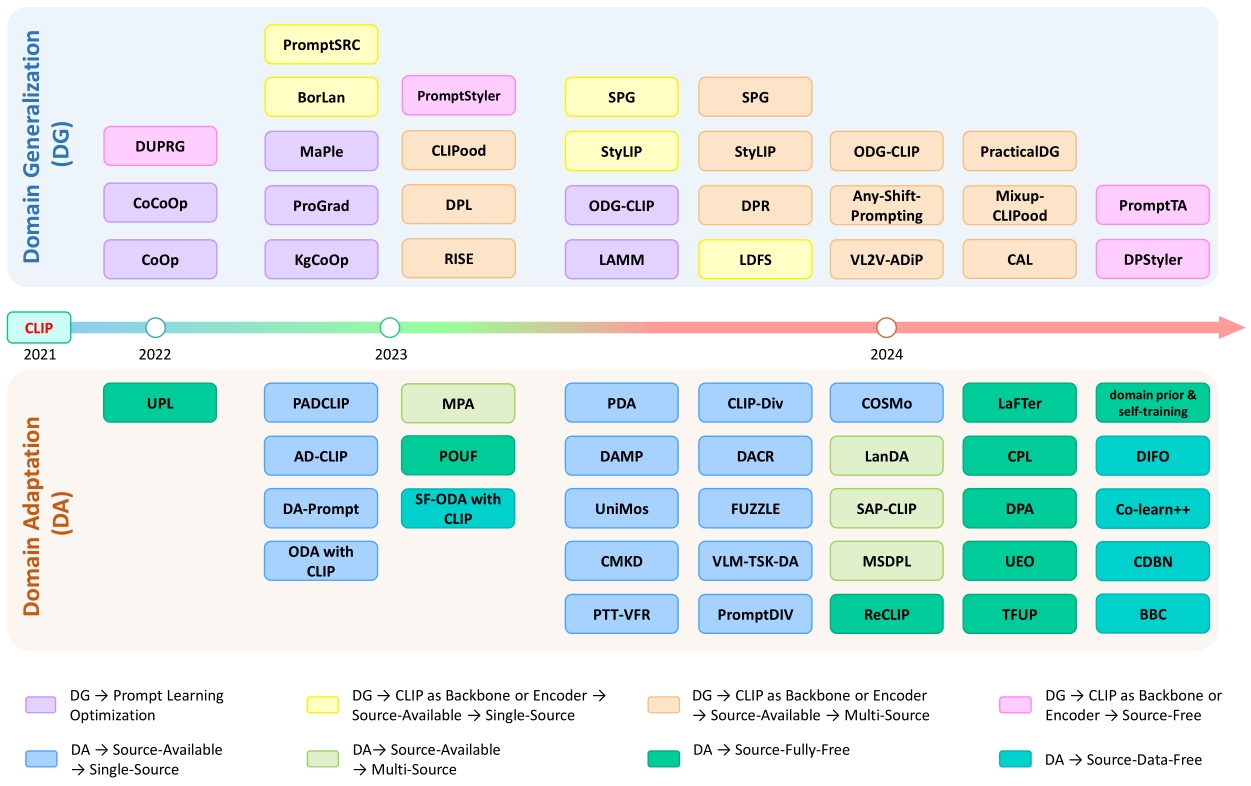 Domain Generalization
(DG)
PromptSRC
BorLan
PromptStyler
SPG
SPG
DUPRG
MaPle
CLIPood
StyLIP
StyLIP
ODG-CLIP
PracticalDG
CoCoOp
ProGrad
DPL
ODG-CLIP
DPR
Any-Shift-
Prompting
Mixup-
CLIPood
PromptTA
CoOp
KgCoOp
RISE
LAMM
LDFS
VL2V-ADiP
CAL
DPStyler
CLIP
2021
2022
2023
2024
Domain Adaptation
(DA)
UPL
PADCLIP
MPA
PDA
CLIP-Div
COSMo
LaFTer
domain prior &
self-training
AD-CLIP
POUF
DAMP
DACR
LanDA
CPL
DIFO
DA-Prompt
SF-ODA with
CLIP
UniMos
FUZZLE
SAP-CLIP
DPA
Co-learn++
ODA with
CLIP
CMKD
VLM-TSK-DA
MSDPL
UEO
CDBN
PTT-VFR
PromptDIV
ReCLIP
TFUP
BBC
DG → Prompt Learning
Optimization
DG → CLIP as Backbone or Encoder →
Source-Available → Single-Source
DG → CLIP as Backbone or Encoder
→ Source-Available → Multi-Source
DG → CLIP as Backbone or
Encoder → Source-Free
DA → Source-Available
→ Single-Source
DA→ Source-Available
→ Multi-Source
DA → Source-Fully-Free
DA → Source-Data-Free